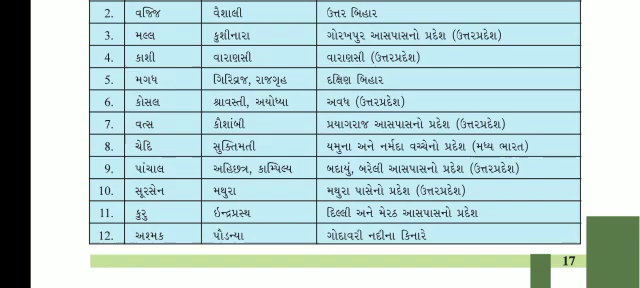 2. વજ્જિ વૈશાલી ઉત્તર બિહાર
3. મલ્લ કુશીનારા ગોરખપુર આસપાસનો પ્રદેશ (ઉત્તરપ્રદેશ)
4. કાશી વારાણસી વારાણસી (ઉત્તરપ્રદેશ)
5. મગધ ગિરિવ્રજ, રાજગૃહ દક્ષિણ બિહાર
6. કોસલ શ્રાવસ્તી, અયોધ્યા અવધ (ઉત્તરપ્રદેશ)
7. વત્સ કૌશાંબી પ્રયાગરાજ આસપાસનો પ્રદેશ (ઉત્તરપ્રદેશ)
8. ચેદિ સુક્તિમતી યમુના અને નર્મદા વચ્ચેનો પ્રદેશ (મધ્ય ભારત)
9. પાંચાલ અહિછત્ર, કામ્પિલ્ય બદાયું, બરેલી આસપાસનો પ્રદેશ (ઉત્તરપ્રદેશ)
10. સૂરસેન મથુરા મથુરા પાસેનો પ્રદેશ (ઉત્તરપ્રદેશ)
11. કુરુ ઇન્દ્રપ્રસ્થ દિલ્લી અને મેરઠ આસપાસનો પ્રદેશ
12. અશ્મક પૌડન્યા ગોદાવરી નદીના કિનારે
17